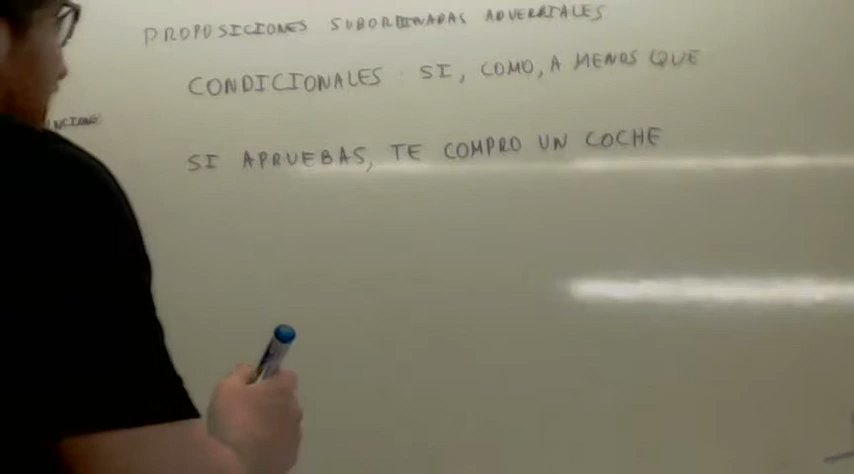 PROPOSICIONES SUBORDINADAS ADVERBIALES
CONDICIONALES SI, COMO, A MENOS QUE
SI APRUEBAS, TE COMPRO UN COCHE